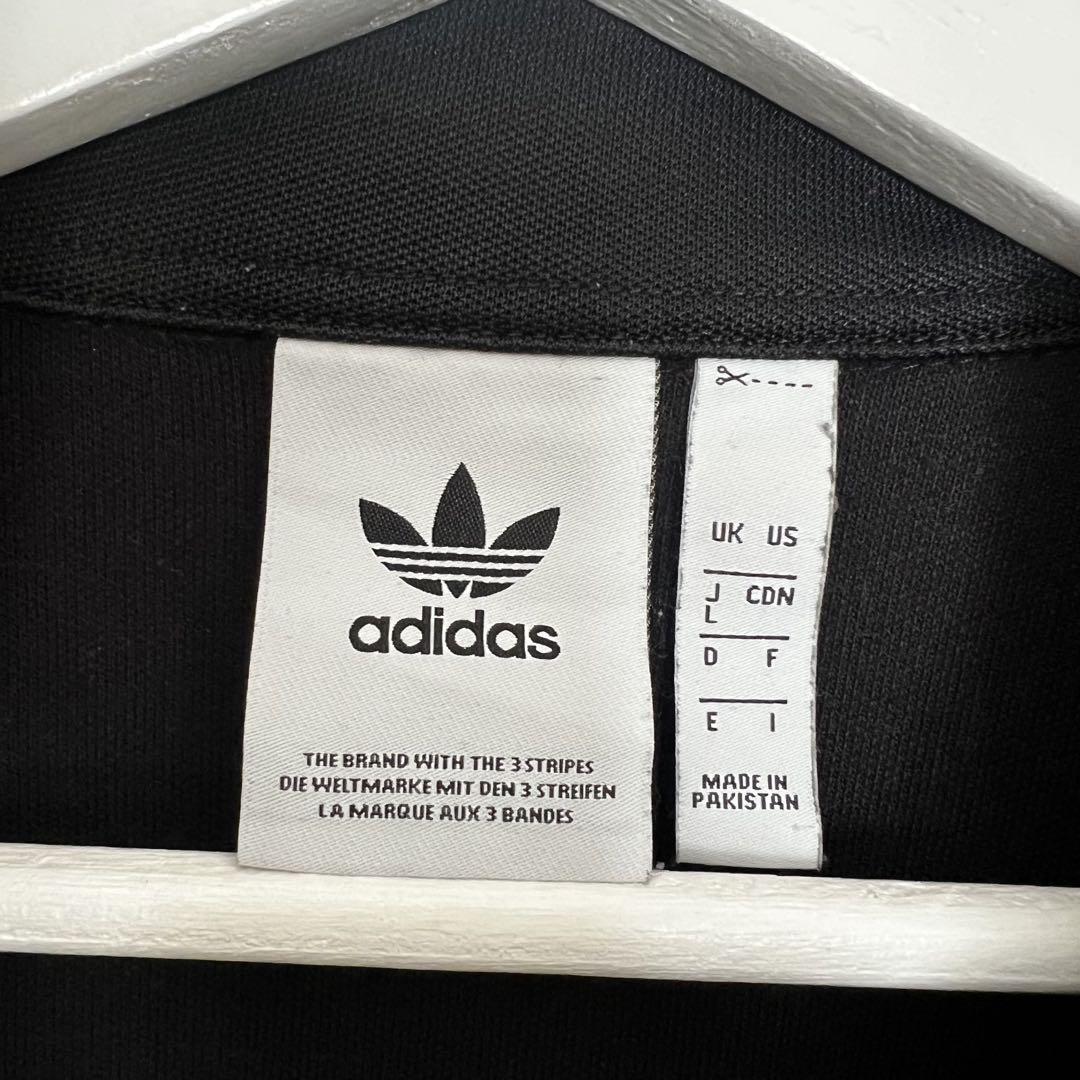 adidas
THE BRAND WITH THE 3 STRIPES
DIE WELTMARKE MIT DEN 3 STREIFEN
LA MARQUE AUX 3 BANDES
UK US
J CDN
L
D F
E I
MADE IN
PAKISTAN